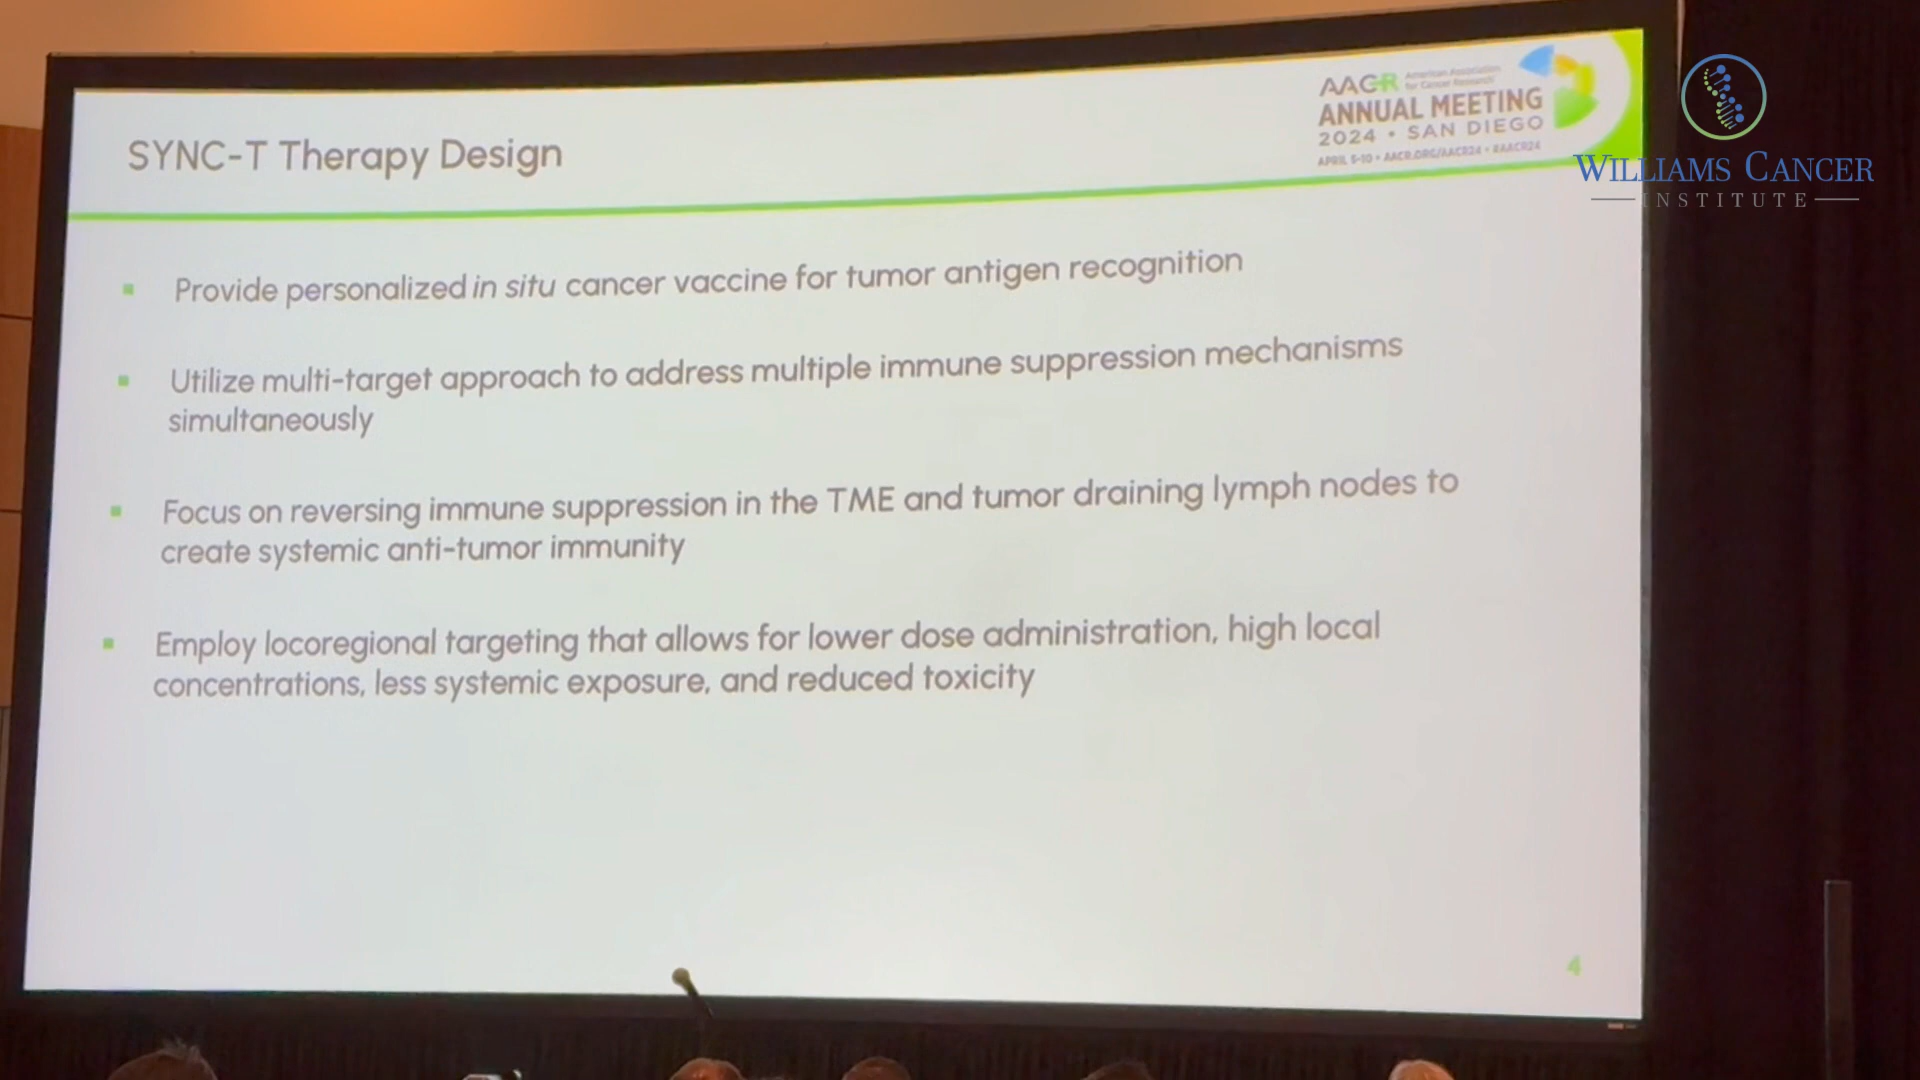 SYNC-T Therapy Design
AACR American Association
for Cancer Research
ANNUAL MEETING
2024 • SAN DIEGO
APRIL 5-10 • AACR.ORG/AACR24 • #AACR24
WILLIAMS CANCER
INSTITUTE
Provide personalized in situ cancer vaccine for tumor antigen recognition
Utilize multi-target approach to address multiple immune suppression mechanisms
simultaneously
Focus on reversing immune suppression in the TME and tumor draining lymph nodes to
create systemic anti-tumor immunity
Employ locoregional targeting that allows for lower dose administration, high local
concentrations, less systemic exposure, and reduced toxicity
4